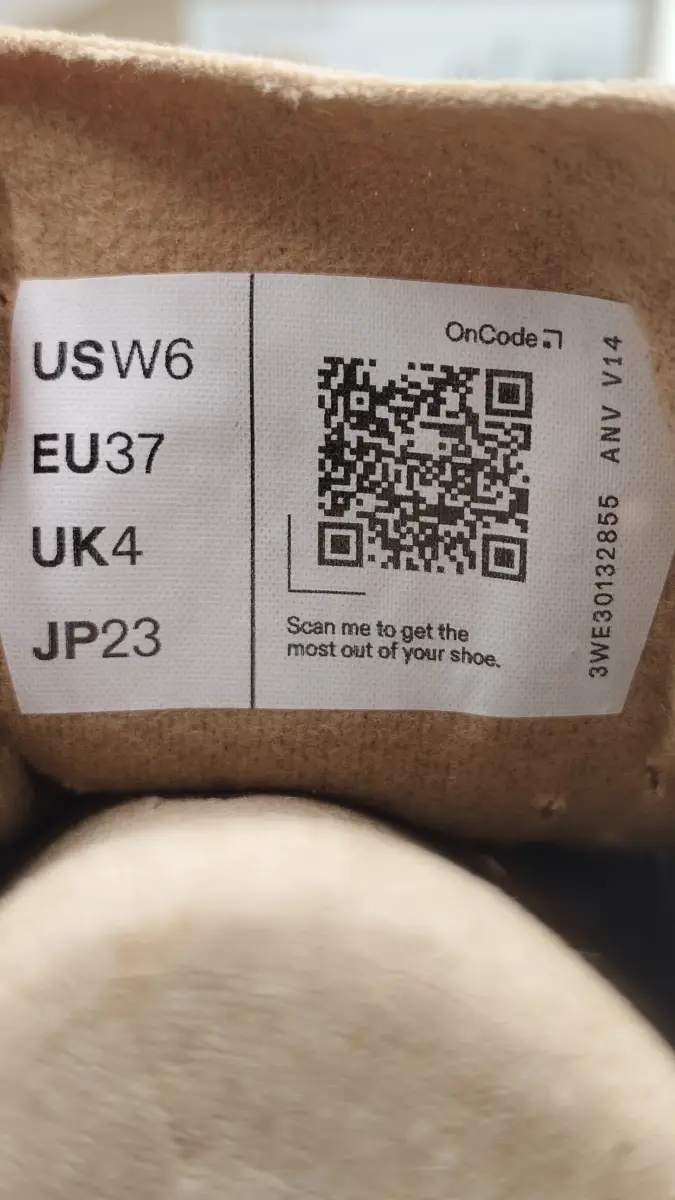 USW6
EU37
UK4
JP23
OnCode
Scan me to get the
most out of your shoe.
3WE30132855 ANV V14